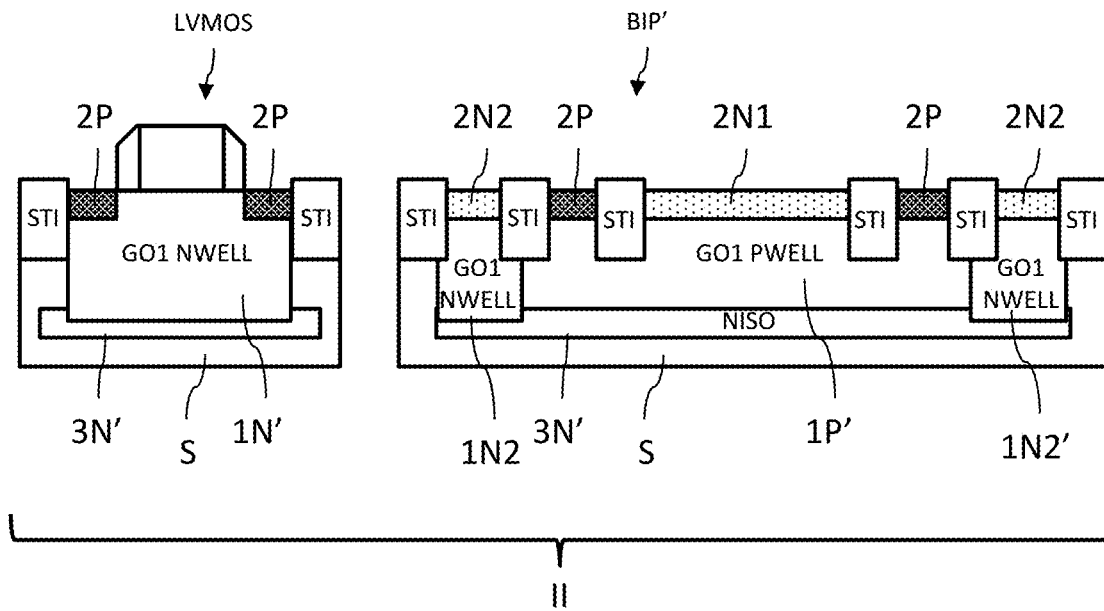 LVMOS BIP'
2P 2P 2N2 2P 2N1 2P 2N2
STI STI STI STI STI STI STI STI
GO1 NWELL GO1 NWELL GO1 PWELL GO1 NWELL
NISO
3N' S 1N' 1N2 3N' S 1P' 1N2'
II